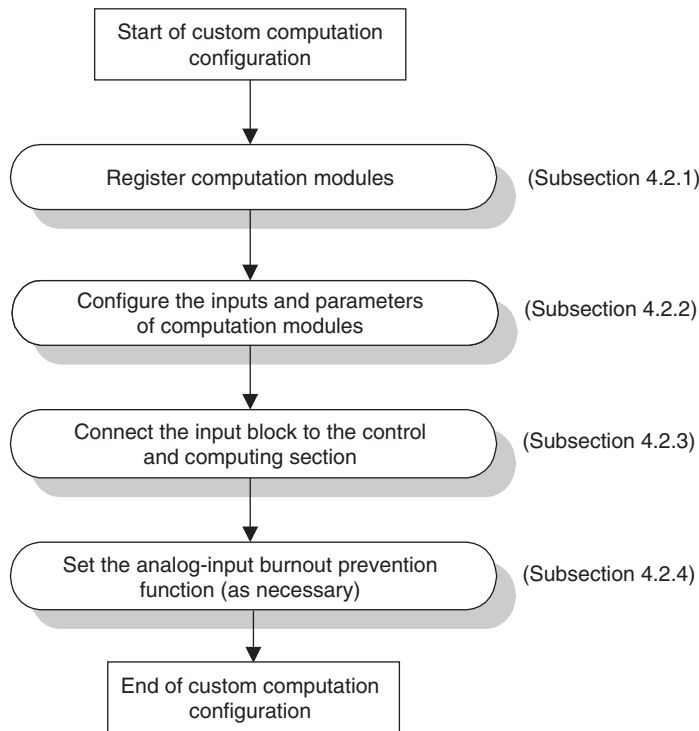 Start of custom computation
configuration
Register computation modules
(Subsection 4.2.1)
Configure the inputs and parameters
of computation modules
(Subsection 4.2.2)
Connect the input block to the control
and computing section
(Subsection 4.2.3)
Set the analog-input burnout prevention
function (as necessary)
(Subsection 4.2.4)
End of custom computation
configuration